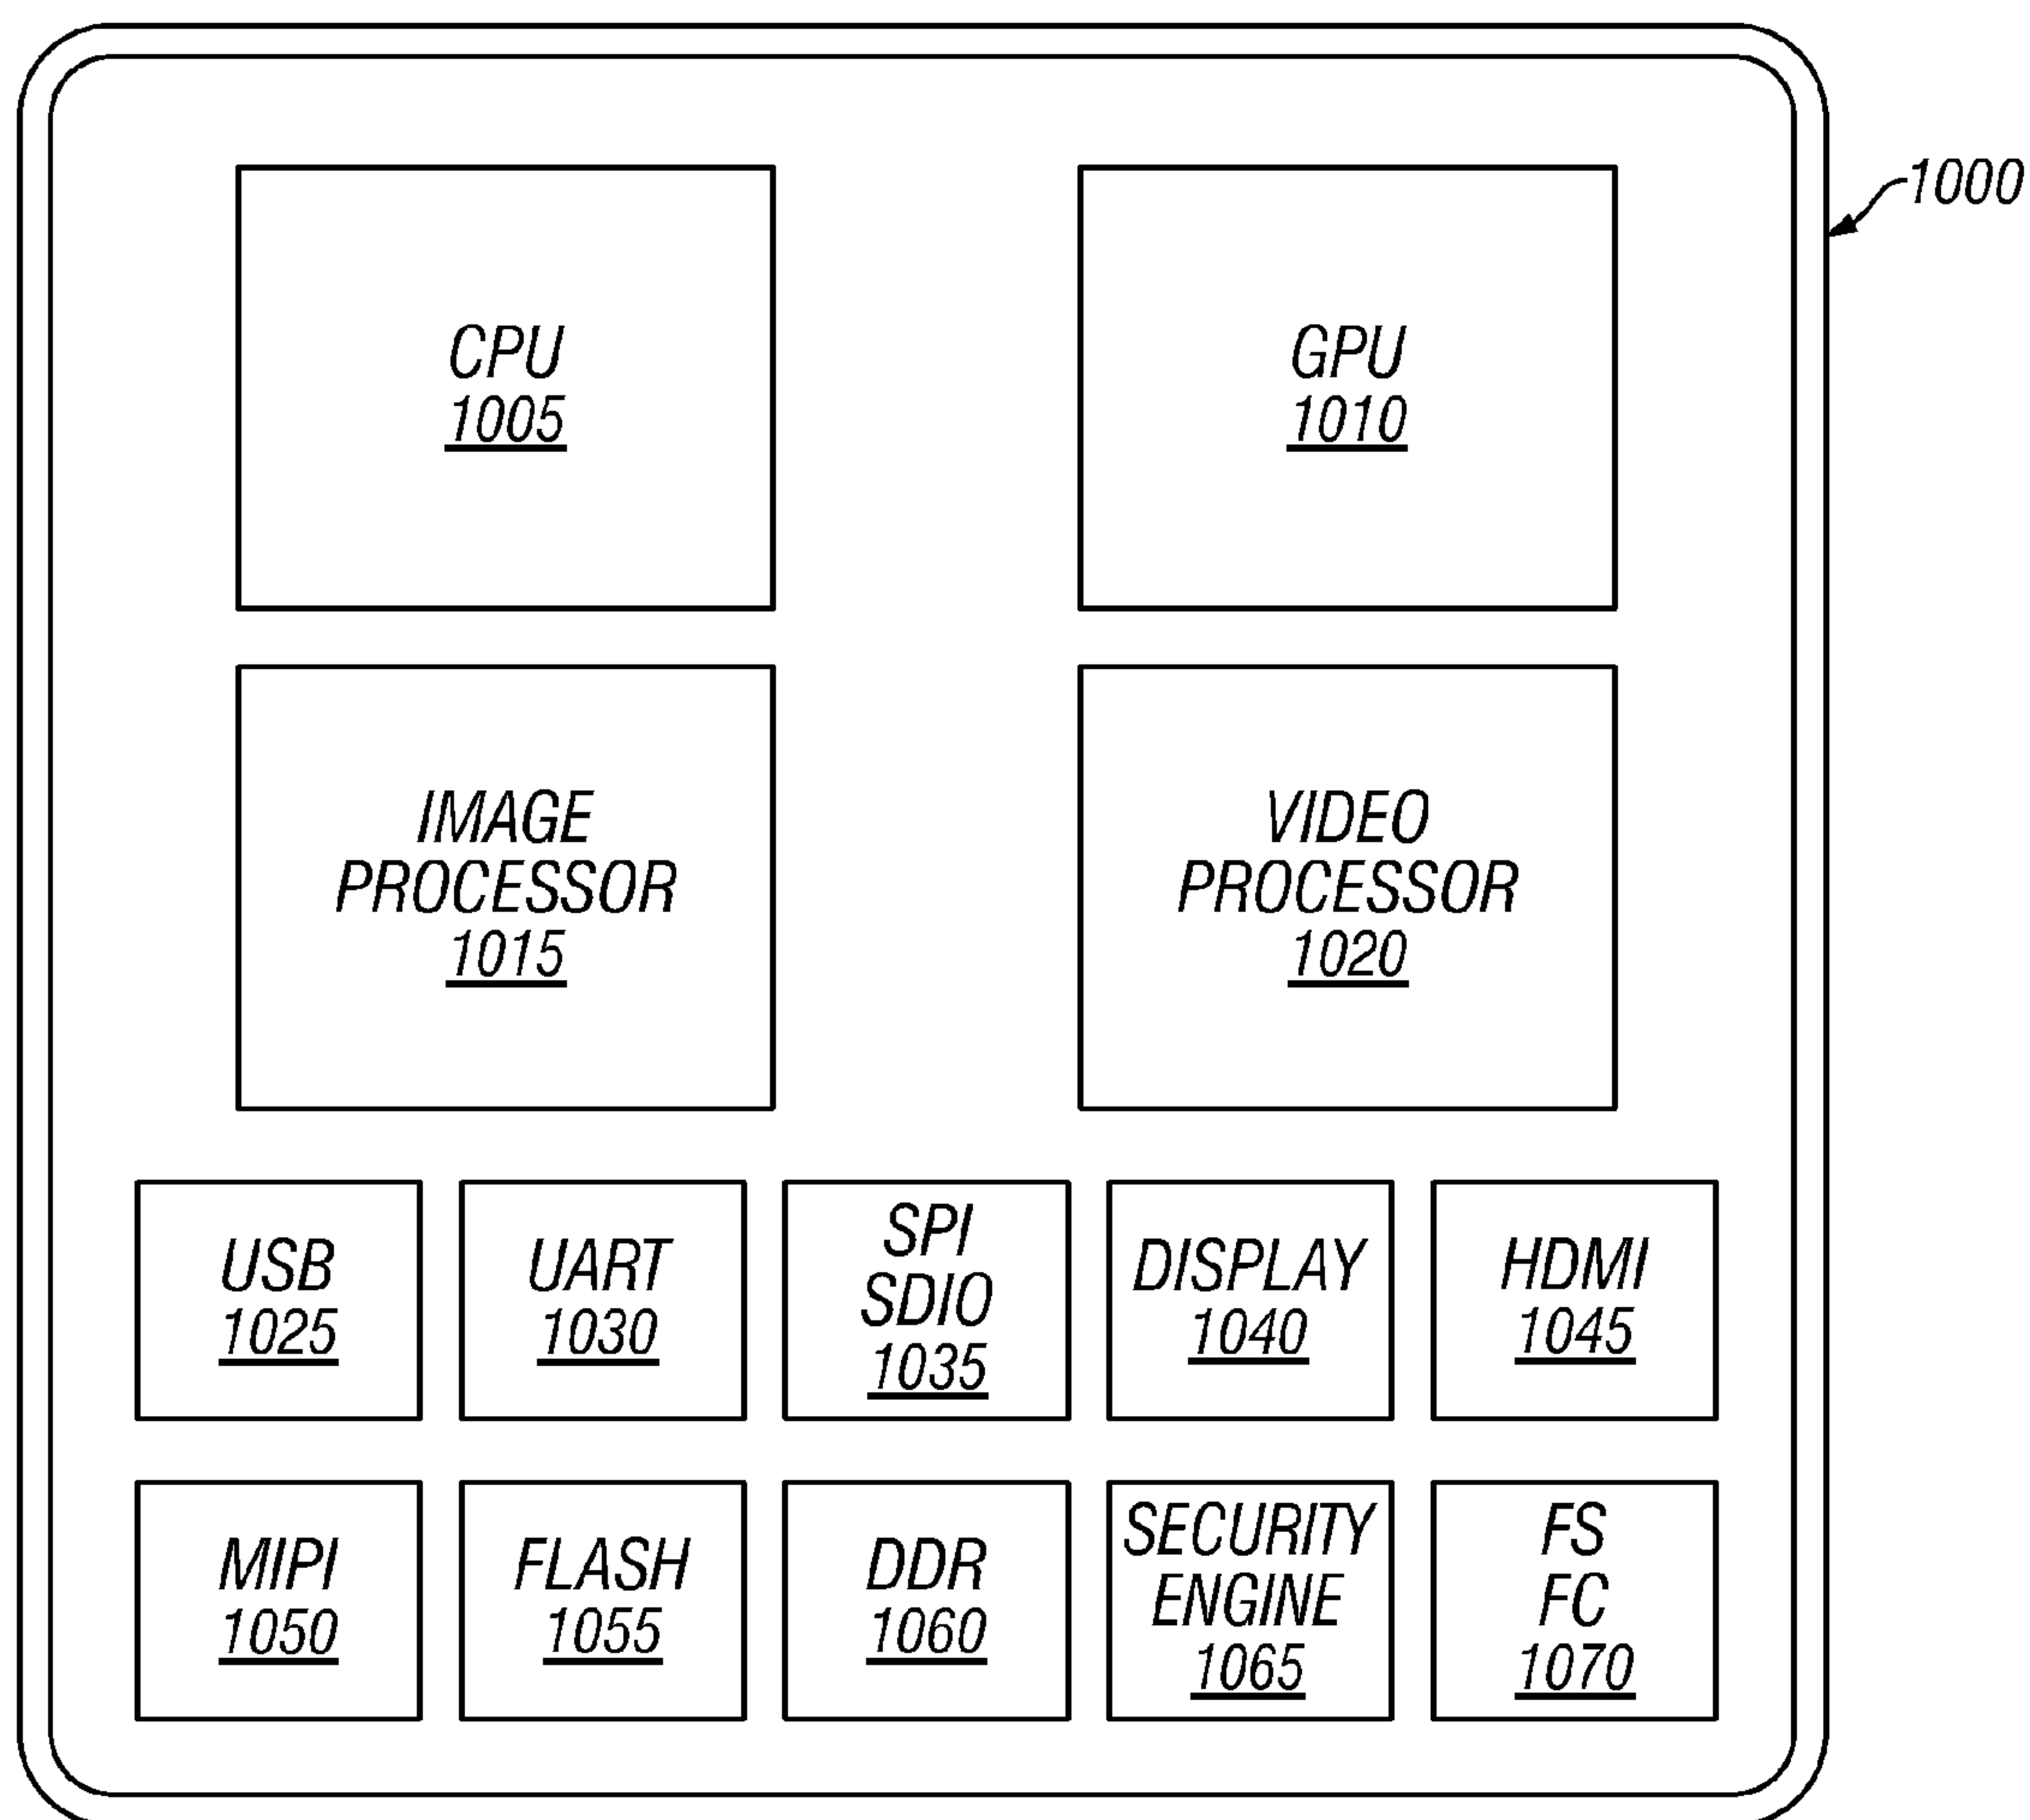 1000
CPU
1005
GPU
1010
IMAGE
PROCESSOR
1015
VIDEO
PROCESSOR
1020
USB
1025
UART
1030
SPI
SDIO
1035
DISPLAY
1040
HDMI
1045
MIPI
1050
FLASH
1055
DDR
1060
SECURITY
ENGINE
1065
FS
FC
1070